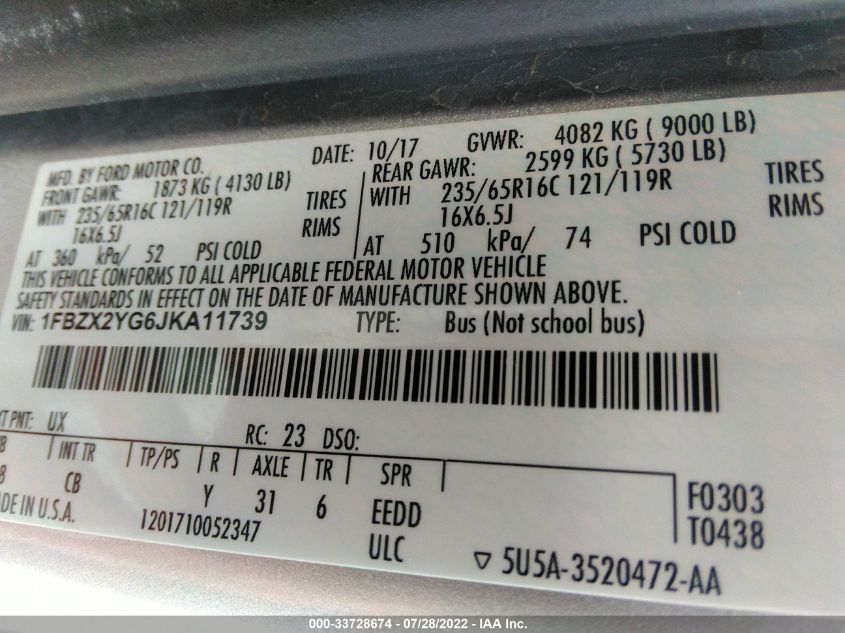 MFD. BY FORD MOTOR CO.
DATE: 10/17 GVWR: 4082 KG ( 9000 LB)
FRONT GAWR: 1873 KG ( 4130 LB)
REAR GAWR: 2599 KG ( 5730 LB)
WITH 235/65R16C 121/119R TIRES
WITH 235/65R16C 121/119R TIRES
16X6.5J RIMS
16X6.5J RIMS
AT 360 kPa/ 52 PSI COLD
AT 510 kPa/ 74 PSI COLD
THIS VEHICLE CONFORMS TO ALL APPLICABLE FEDERAL MOTOR VEHICLE
SAFETY STANDARDS IN EFFECT ON THE DATE OF MANUFACTURE SHOWN ABOVE.
VIN: 1FBZX2YG6JKA11739 TYPE: Bus (Not school bus)
PNT: UX
RC: 23 DSO:
INT TR TP/PS R AXLE TR SPR
CB Y 31 6 EEDD F0303
IN U.S.A. 1201710052347 ULC T0438
▽ 5U5A-3520472-AA
000-33728674 - 07/28/2022 - IAA Inc.